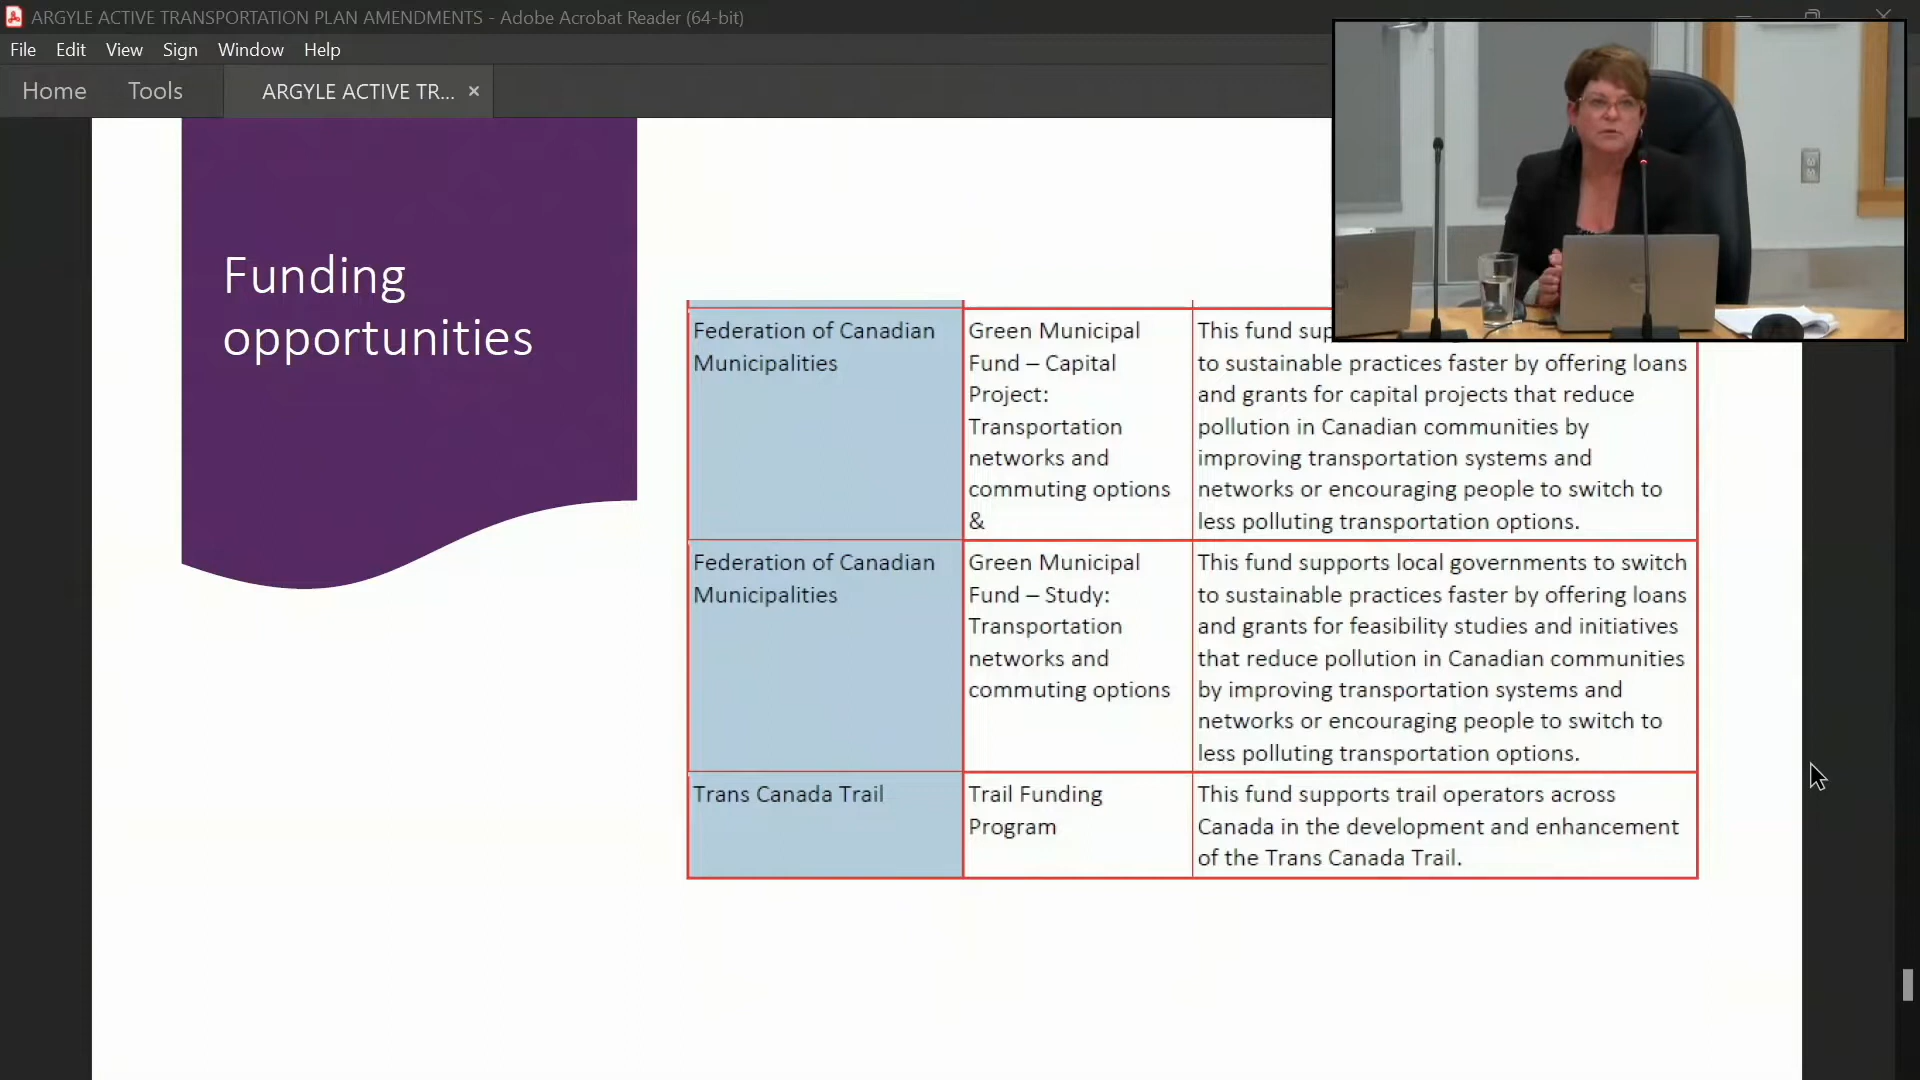 ARGYLE ACTIVE TRANSPORTATION PLAN AMENDMENTS - Adobe Acrobat Reader (64-bit)
File Edit View Sign Window Help
Home Tools ARGYLE ACTIVE TR... ×
Funding
opportunities
Federation of Canadian
Municipalities
Green Municipal
Fund – Capital
Project:
Transportation
networks and
commuting options
&
This fund
to sustainable practices faster by offering loans
and grants for capital projects that reduce
pollution in Canadian communities by
improving transportation systems and
networks or encouraging people to switch to
less polluting transportation options.
Federation of Canadian
Municipalities
Green Municipal
Fund – Study:
Transportation
networks and
commuting options
This fund supports local governments to switch
to sustainable practices faster by offering loans
and grants for feasibility studies and initiatives
that reduce pollution in Canadian communities
by improving transportation systems and
networks or encouraging people to switch to
less polluting transportation options.
Trans Canada Trail
Trail Funding
Program
This fund supports trail operators across
Canada in the development and enhancement
of the Trans Canada Trail.